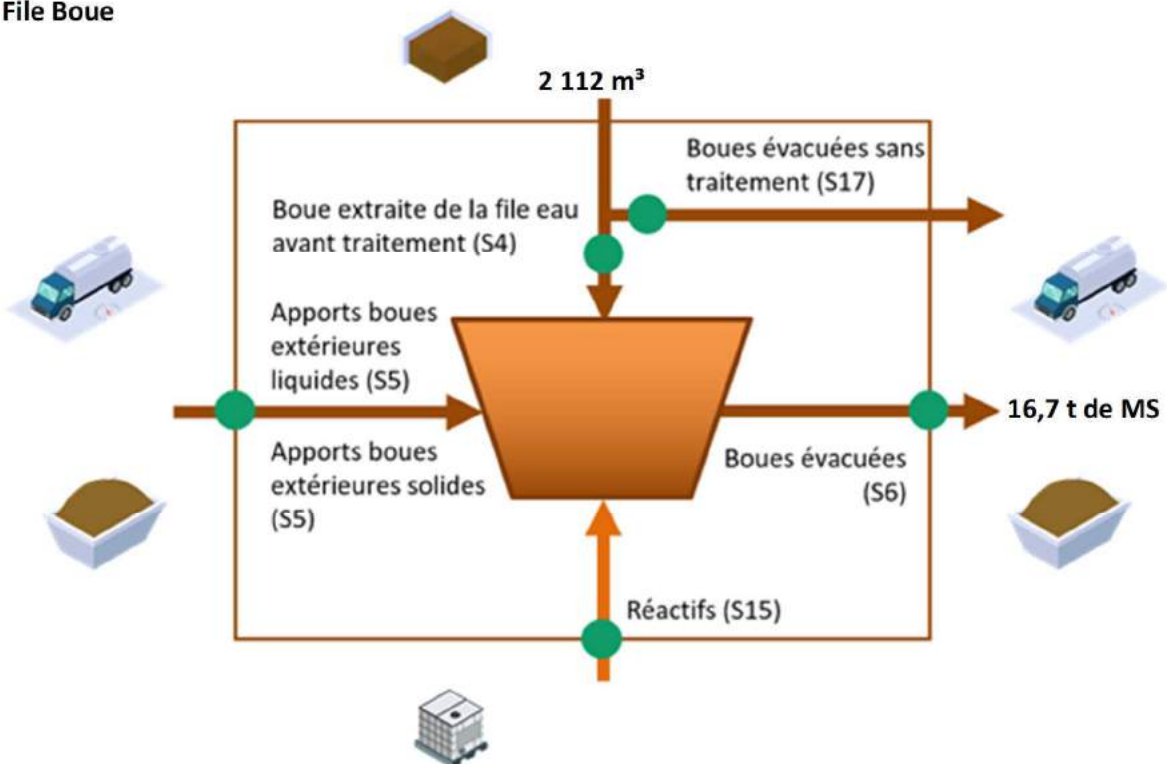 File Boue
2 112 m³
Boues évacuées sans
traitement (S17)
Boue extraite de la file eau
avant traitement (S4)
Apports boues
extérieures
liquides (S5)
16,7 t de MS
Apports boues
extérieures solides
(S5)
Boues évacuées
(S6)
Réactifs (S15)